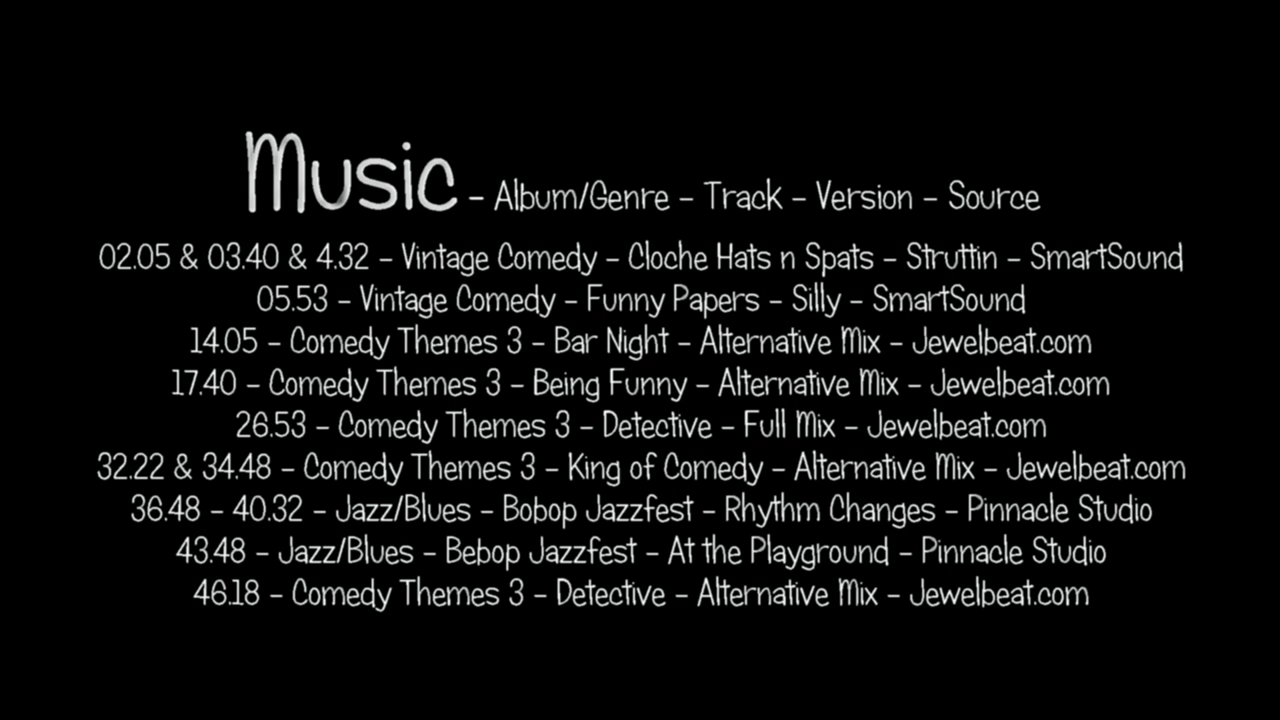 Music - Album/Genre - Track - Version - Source
02.05 & 03.40 & 4.32 - Vintage Comedy - Cloche Hats n Spats - Struttin - SmartSound
05.53 - Vintage Comedy - Funny Papers - Silly - SmartSound
14.05 - Comedy Themes 3 - Bar Night - Alternative Mix - Jewelbeat.com
17.40 - Comedy Themes 3 - Being Funny - Alternative Mix - Jewelbeat.com
26.53 - Comedy Themes 3 - Detective - Full Mix - Jewelbeat.com
32.22 & 34.48 - Comedy Themes 3 - King of Comedy - Alternative Mix - Jewelbeat.com
36.48 - 40.32 - Jazz/Blues - Bobop Jazzfest - Rhythm Changes - Pinnacle Studio
43.48 - Jazz/Blues - Bebop Jazzfest - At the Playground - Pinnacle Studio
46.18 - Comedy Themes 3 - Detective - Alternative Mix - Jewelbeat.com